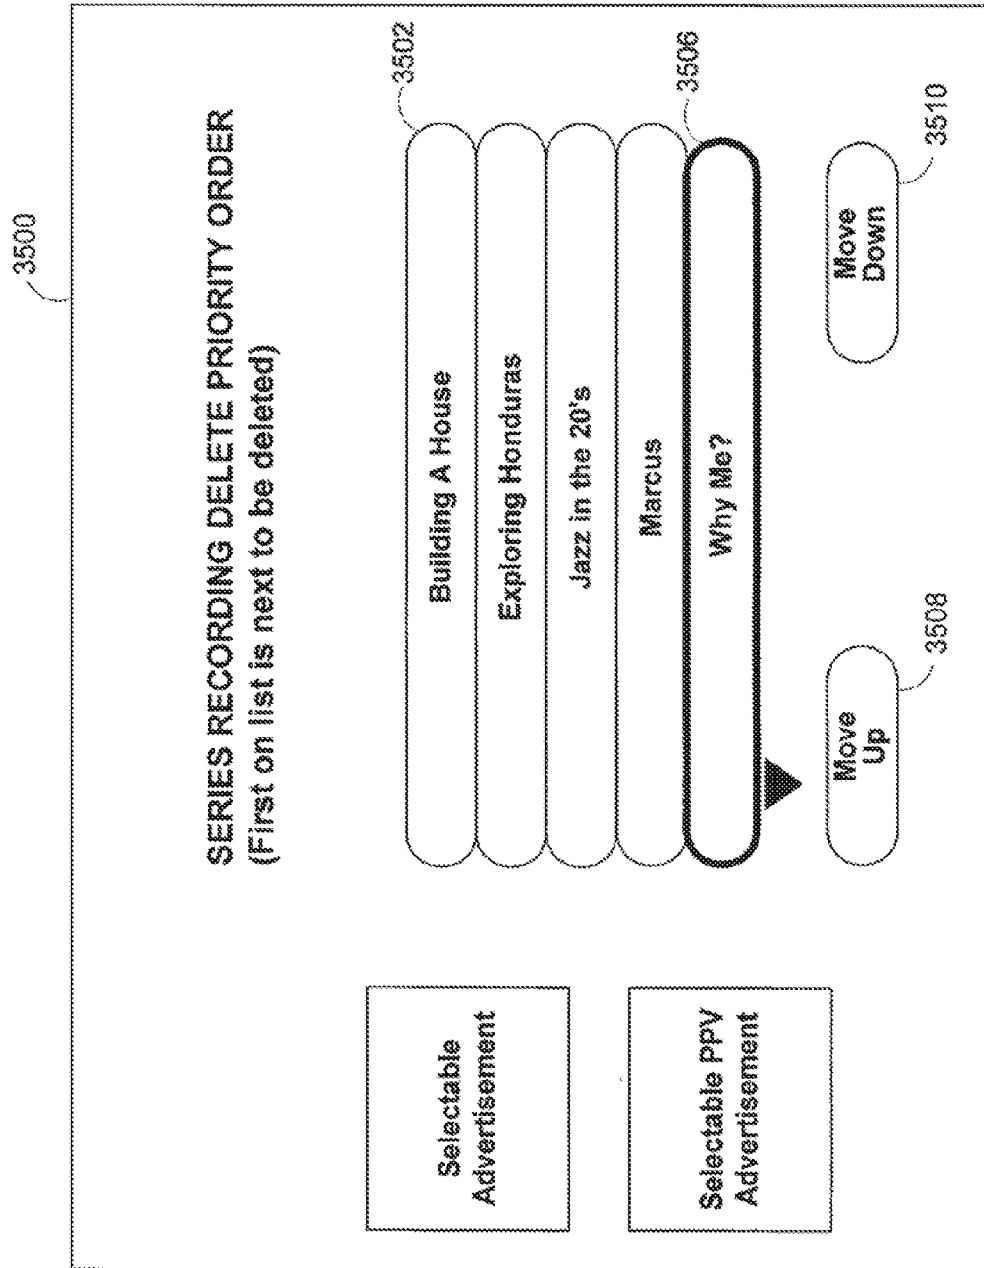 3500
SERIES RECORDING DELETE PRIORITY ORDER
(First on list is next to be deleted)
Selectable
Advertisement
Selectable PPV
Advertisement
3502
Building A House
Exploring Honduras
Jazz in the 20's
Marcus
3506
Why Me?
Move
Up
3508
Move
Down
3510